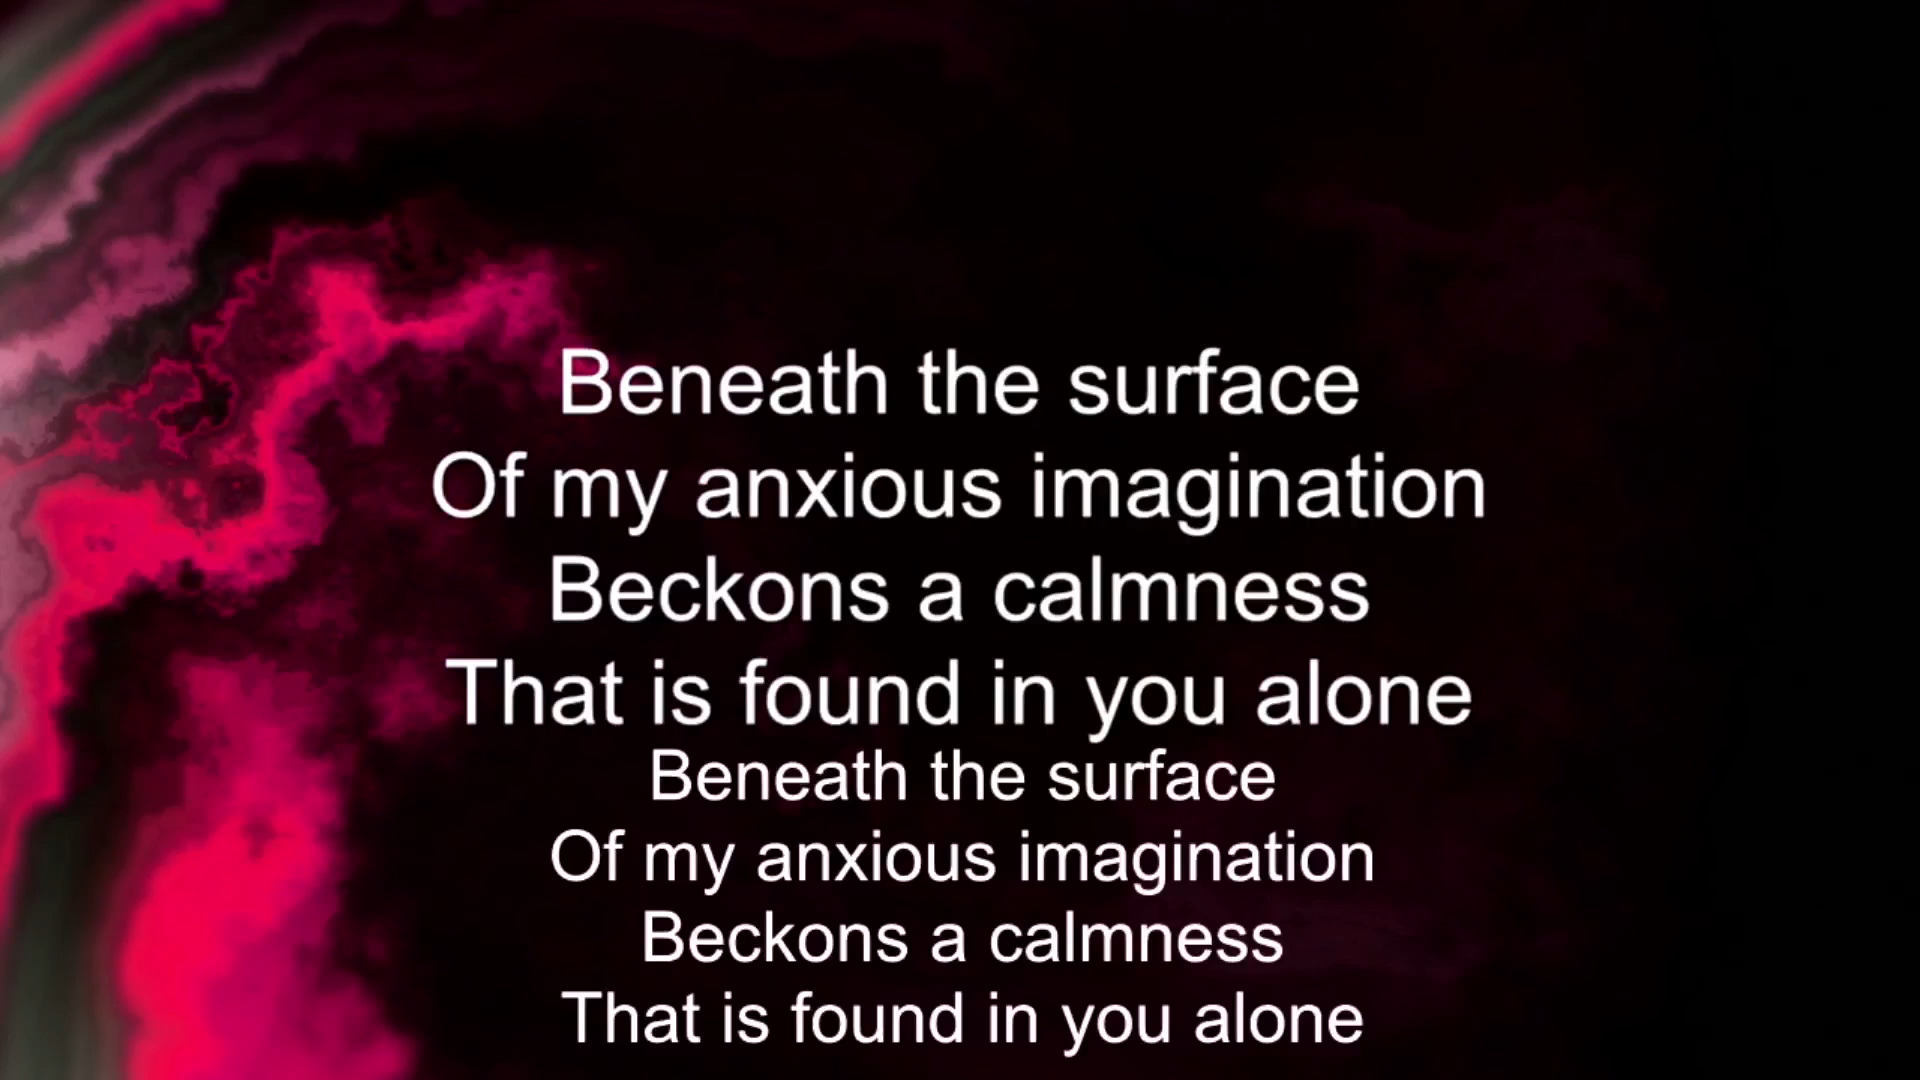 Beneath the surface
Of my anxious imagination
Beckons a calmness
That is found in you alone
Beneath the surface
Of my anxious imagination
Beckons a calmness
That is found in you alone